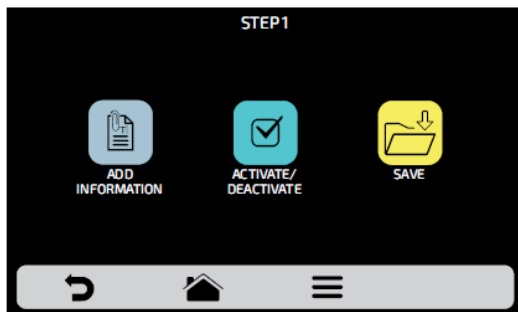 STEP1
ADD
INFORMATION
ACTIVATE/
DEACTIVATE
SAVE